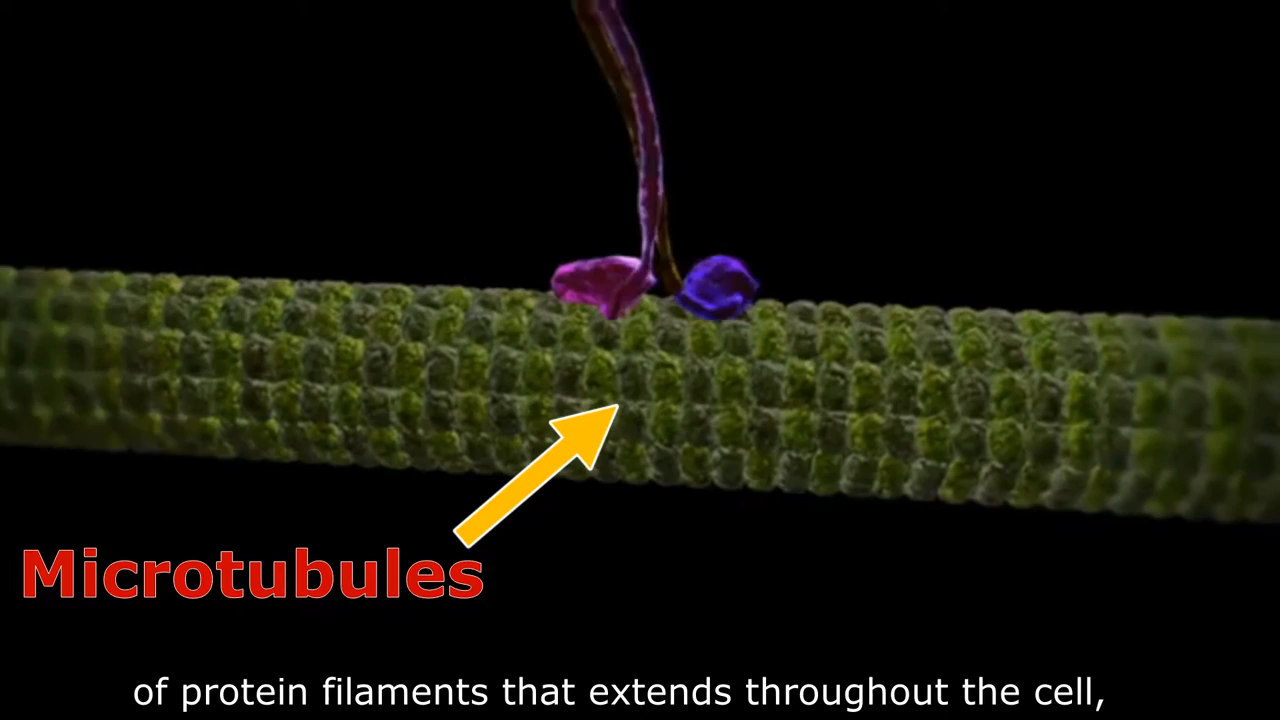 Microtubules
of protein filaments that extends throughout the cell,